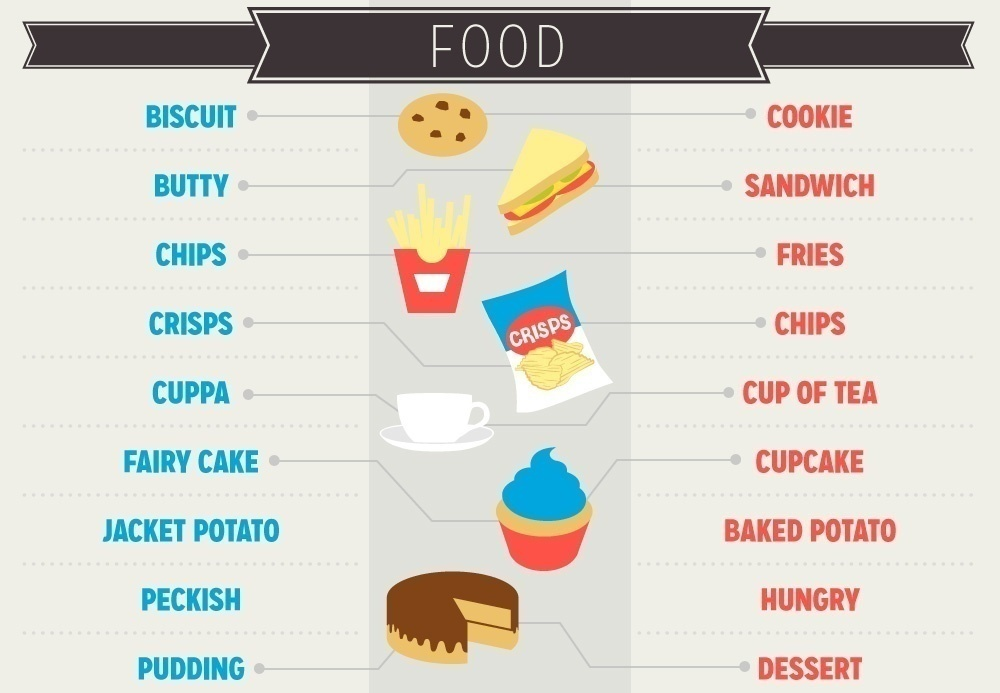 FOOD
BISCUIT COOKIE
BUTTY SANDWICH
CHIPS FRIES
CRISPS CHIPS
CRISPS
CUPPA CUP OF TEA
FAIRY CAKE CUPCAKE
JACKET POTATO BAKED POTATO
PECKISH HUNGRY
PUDDING DESSERT